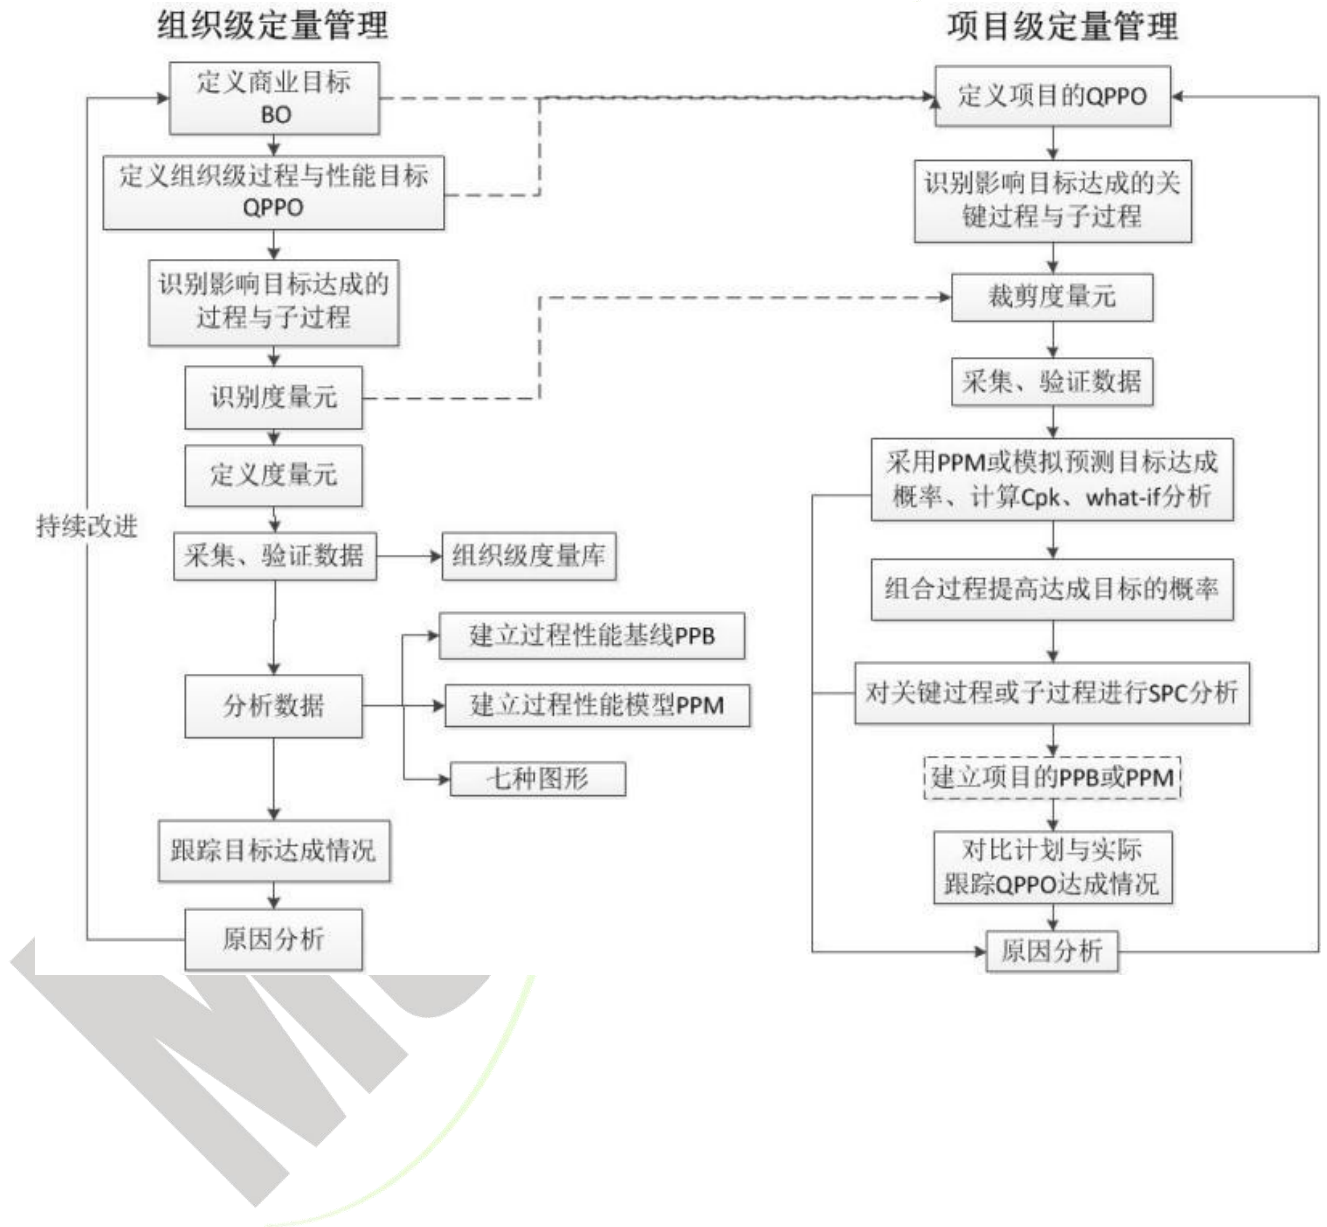 组织级定量管理
定义商业目标
BO
定义组织级过程与性能目标
QPPO
识别影响目标达成的
过程与子过程
识别度量元
定义度量元
持续改进
采集、验证数据
组织级度量库
建立过程性能基线PPB
分析数据
建立过程性能模型PPM
七种图形
跟踪目标达成情况
原因分析
项目级定量管理
定义项目的QPPO
识别影响目标达成的关
键过程与子过程
裁剪度量元
采集、验证数据
采用PPM或模拟预测目标达成
概率、计算Cpk、what-if分析
组合过程提高达成目标的概率
对关键过程或子过程进行SPC分析
建立项目的PPB或PPM
对比计划与实际
跟踪QPPO达成情况
原因分析